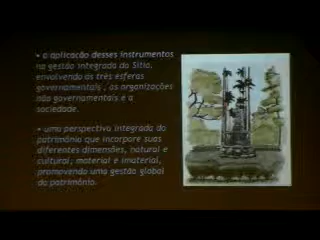 • a aplicação desses instrumentos
na gestão integrada do Sítio,
envolvendo as três esferas
governamentais , as organizações
não governamentais e a
sociedade.
• uma perspectiva integrada do
patrimônio que incorpore suas
diferentes dimensões, natural e
cultural; material e imaterial,
promovendo uma gestão global
do patrimônio.